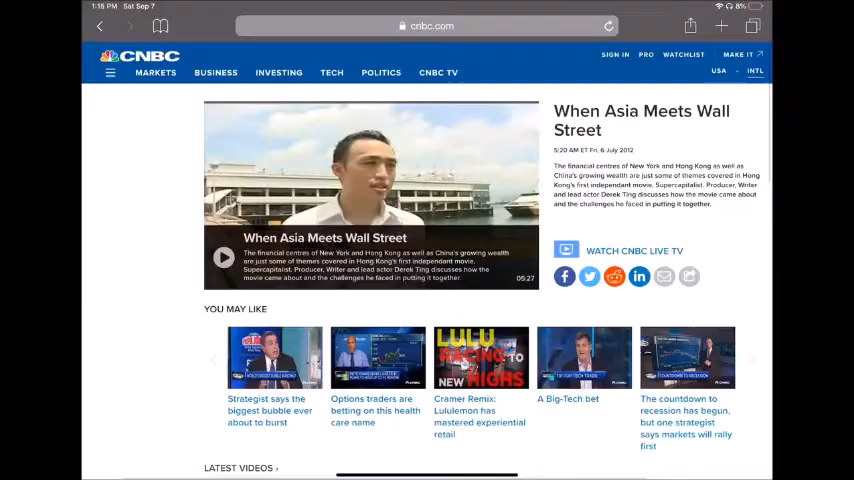 1:15 PM Sat Sep 7
8%
cnbc.com
CNBC
SIGN IN PRO WATCHLIST MAKE IT
MARKETS BUSINESS INVESTING TECH POLITICS CNBC TV
USA · INTL
When Asia Meets Wall
Street
5:20 AM ET Fri, 6 July 2012
The financial centres of New York and Hong Kong as well as
China's growing wealth are just some of themes covered in Hong
Kong's first independant movie, Supercapitalist. Producer, Writer
and lead actor Derek Ting discusses how the movie came about
and the challenges he faced in putting it together.
When Asia Meets Wall Street
The financial centres of New York and Hong Kong as well as China's growing wealth
are just some of themes covered in Hong Kong's first independant movie,
Supercapitalist. Producer, Writer and lead actor Derek Ting discusses how the
movie came about and the challenges he faced in putting it together.
05:27
WATCH CNBC LIVE TV
YOU MAY LIKE
LULU
RACING TO
NEW HIGHS
Strategist says the
biggest bubble ever
about to burst
Options traders are
betting on this health
care name
Cramer Remix:
Lululemon has
mastered experiential
retail
A Big-Tech bet
The countdown to
recession has begun,
but one strategist
says markets will rally
first
LATEST VIDEOS ›